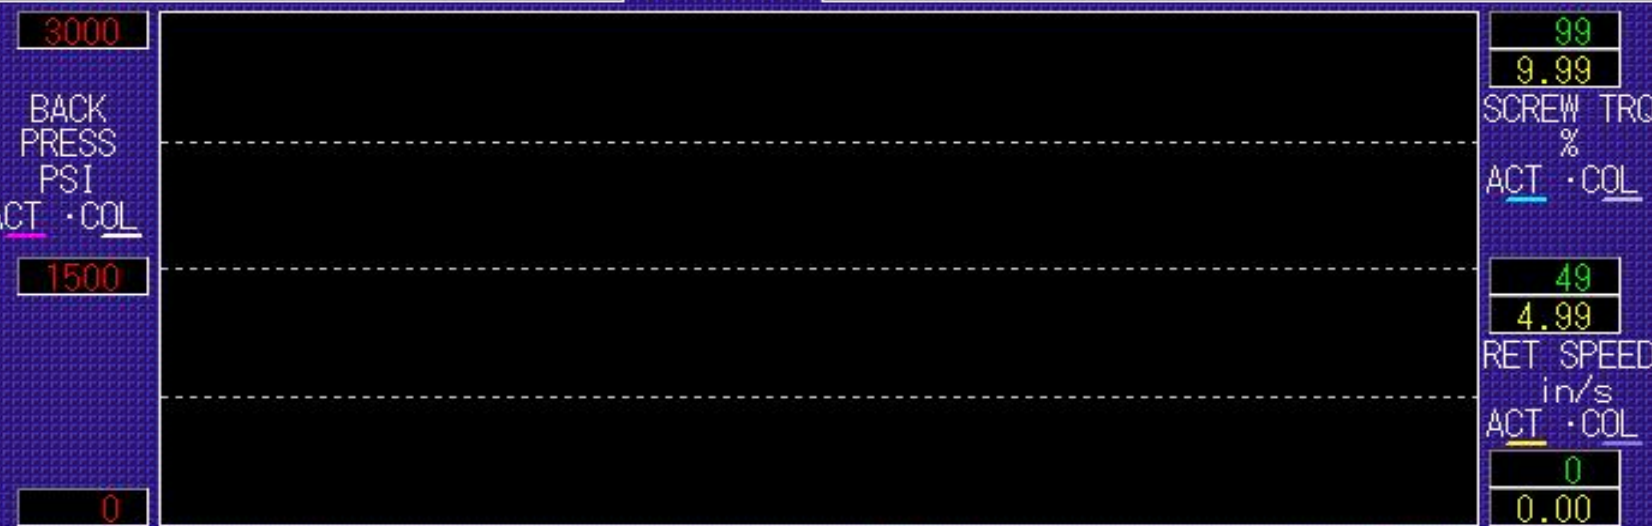 3000
BACK
PRESS
PSI
ACT ·COL
1500
0
99
9.99
SCREW TRQ
%
ACT ·COL
49
4.99
RET SPEED
in/s
ACT ·COL
0
0.00